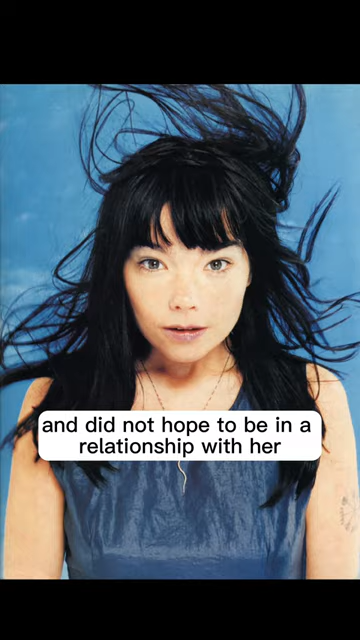 and did not hope to be in a
relationship with her